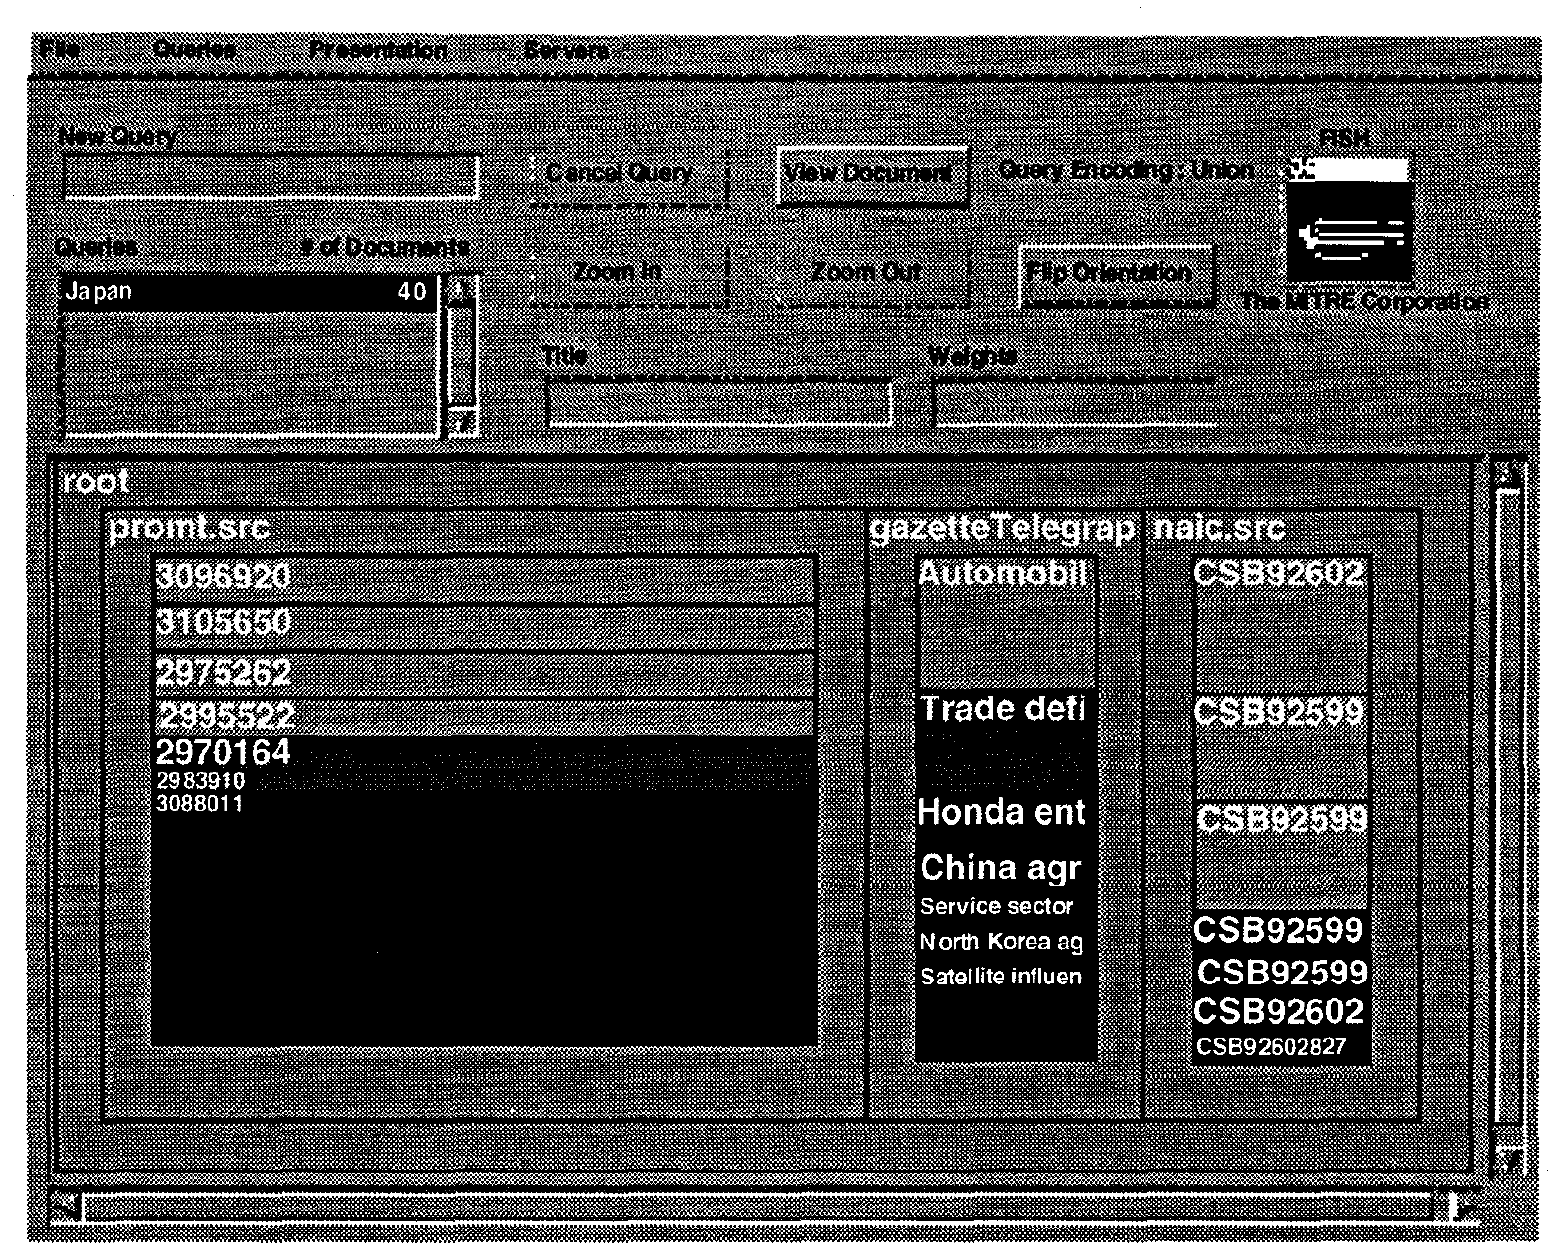 File Queries Presentation Servers
New Query
Cancel Query View Document Query Encoding : Union FISH
Queries # of Documents
Zoom In Zoom Out Flip Orientation
Japan 40
The MITRE Corporation
Title Weights
root
promt.src gazetteTelegrap naic.src
3096920 Automobil CSB92602
3105650
2975262
2995522 Trade defi CSB92599
2970164
2983910
3088011 Honda ent CSB92599
China agr
Service sector CSB92599
North Korea ag
Satellite influen CSB92599
CSB92602
CSB92602827